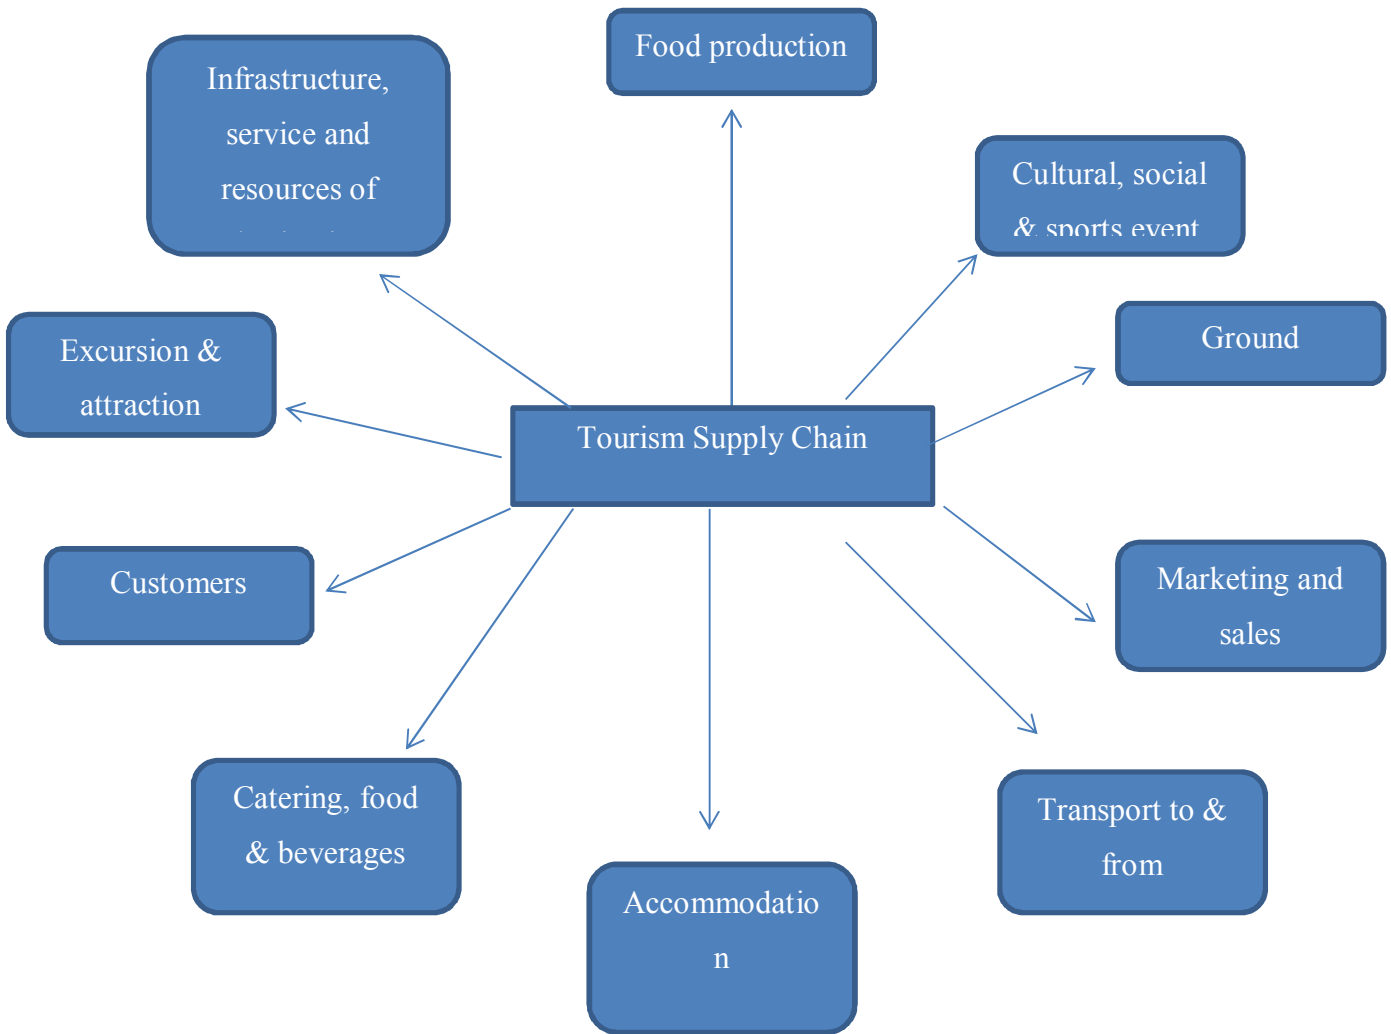 Food production
Infrastructure,
service and
resources of
Cultural, social
& sports event
Ground
Excursion &
attraction
Tourism Supply Chain
Customers
Marketing and
sales
Catering, food
& beverages
Transport to &
from
Accommodatio
n